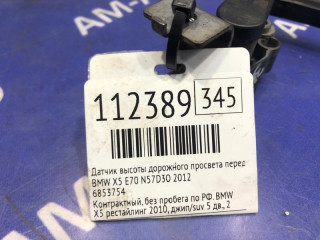 112389 345
Датчик высоты дорожного просвета перед
BMW X5 E70 N57D30 2012
6853754
Контрактный, без пробега по РФ. BMW
X5 рестайлинг 2010, джип/suv 5 дв., 2